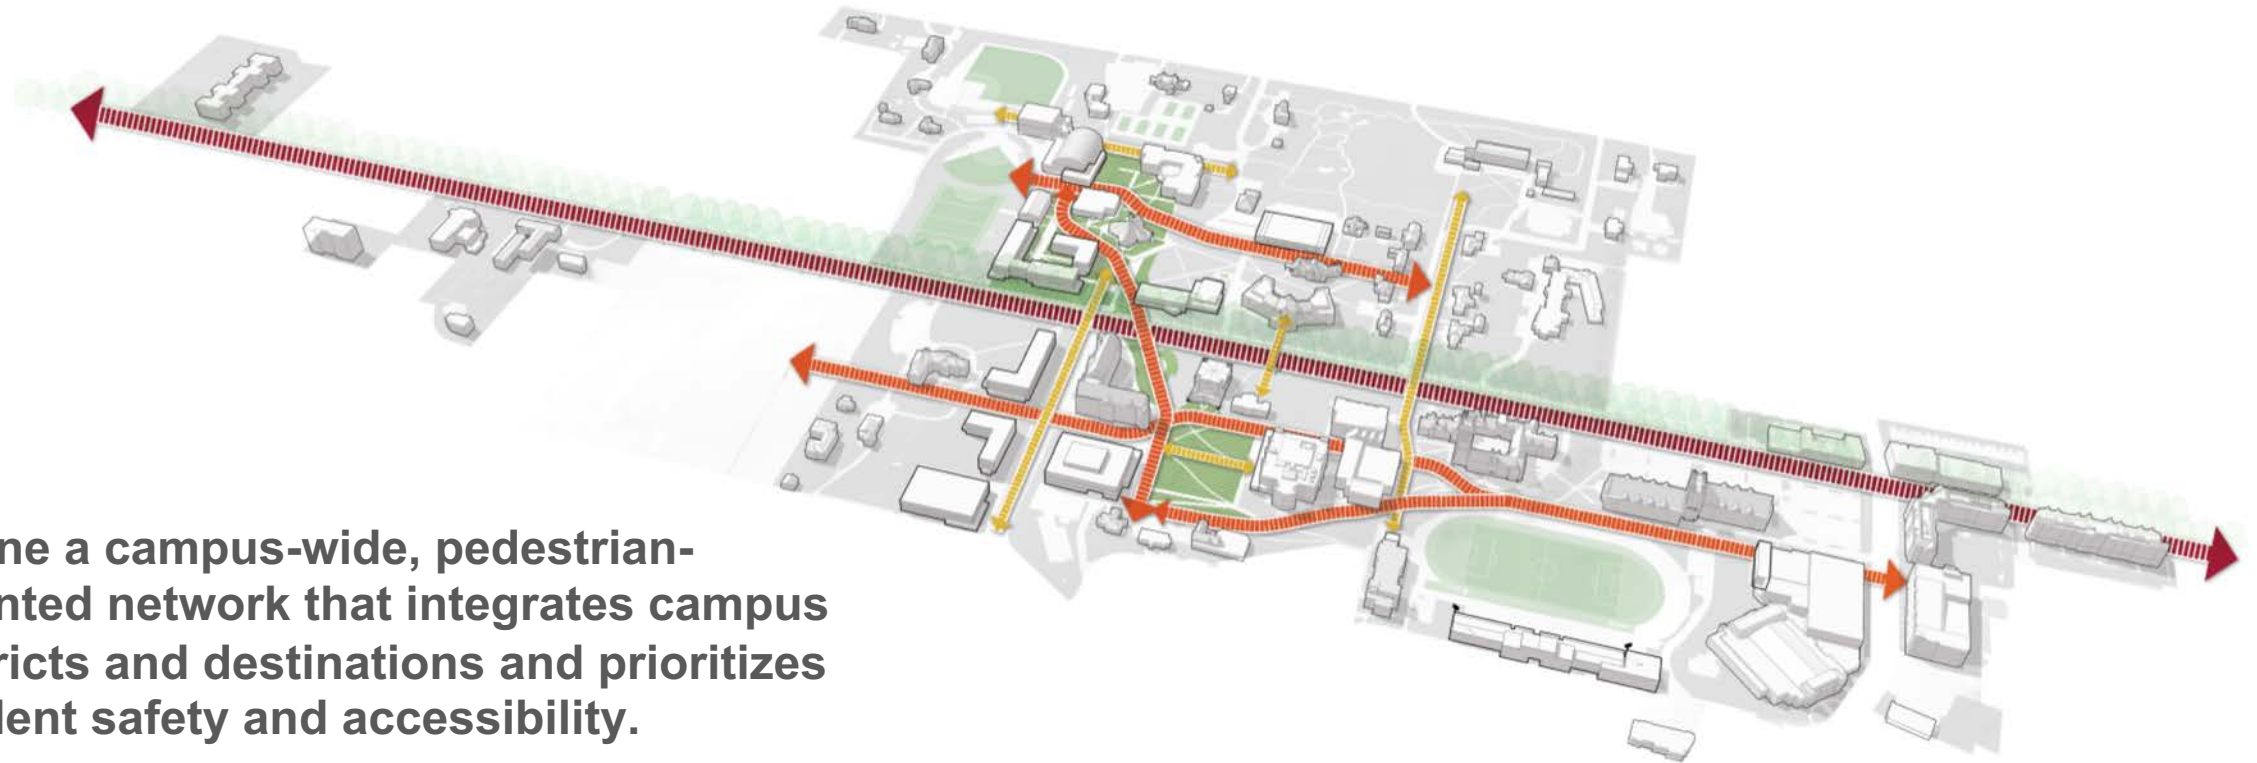 ne a campus-wide, pedestrian-
nted network that integrates campus
ricts and destinations and prioritizes
lent safety and accessibility.